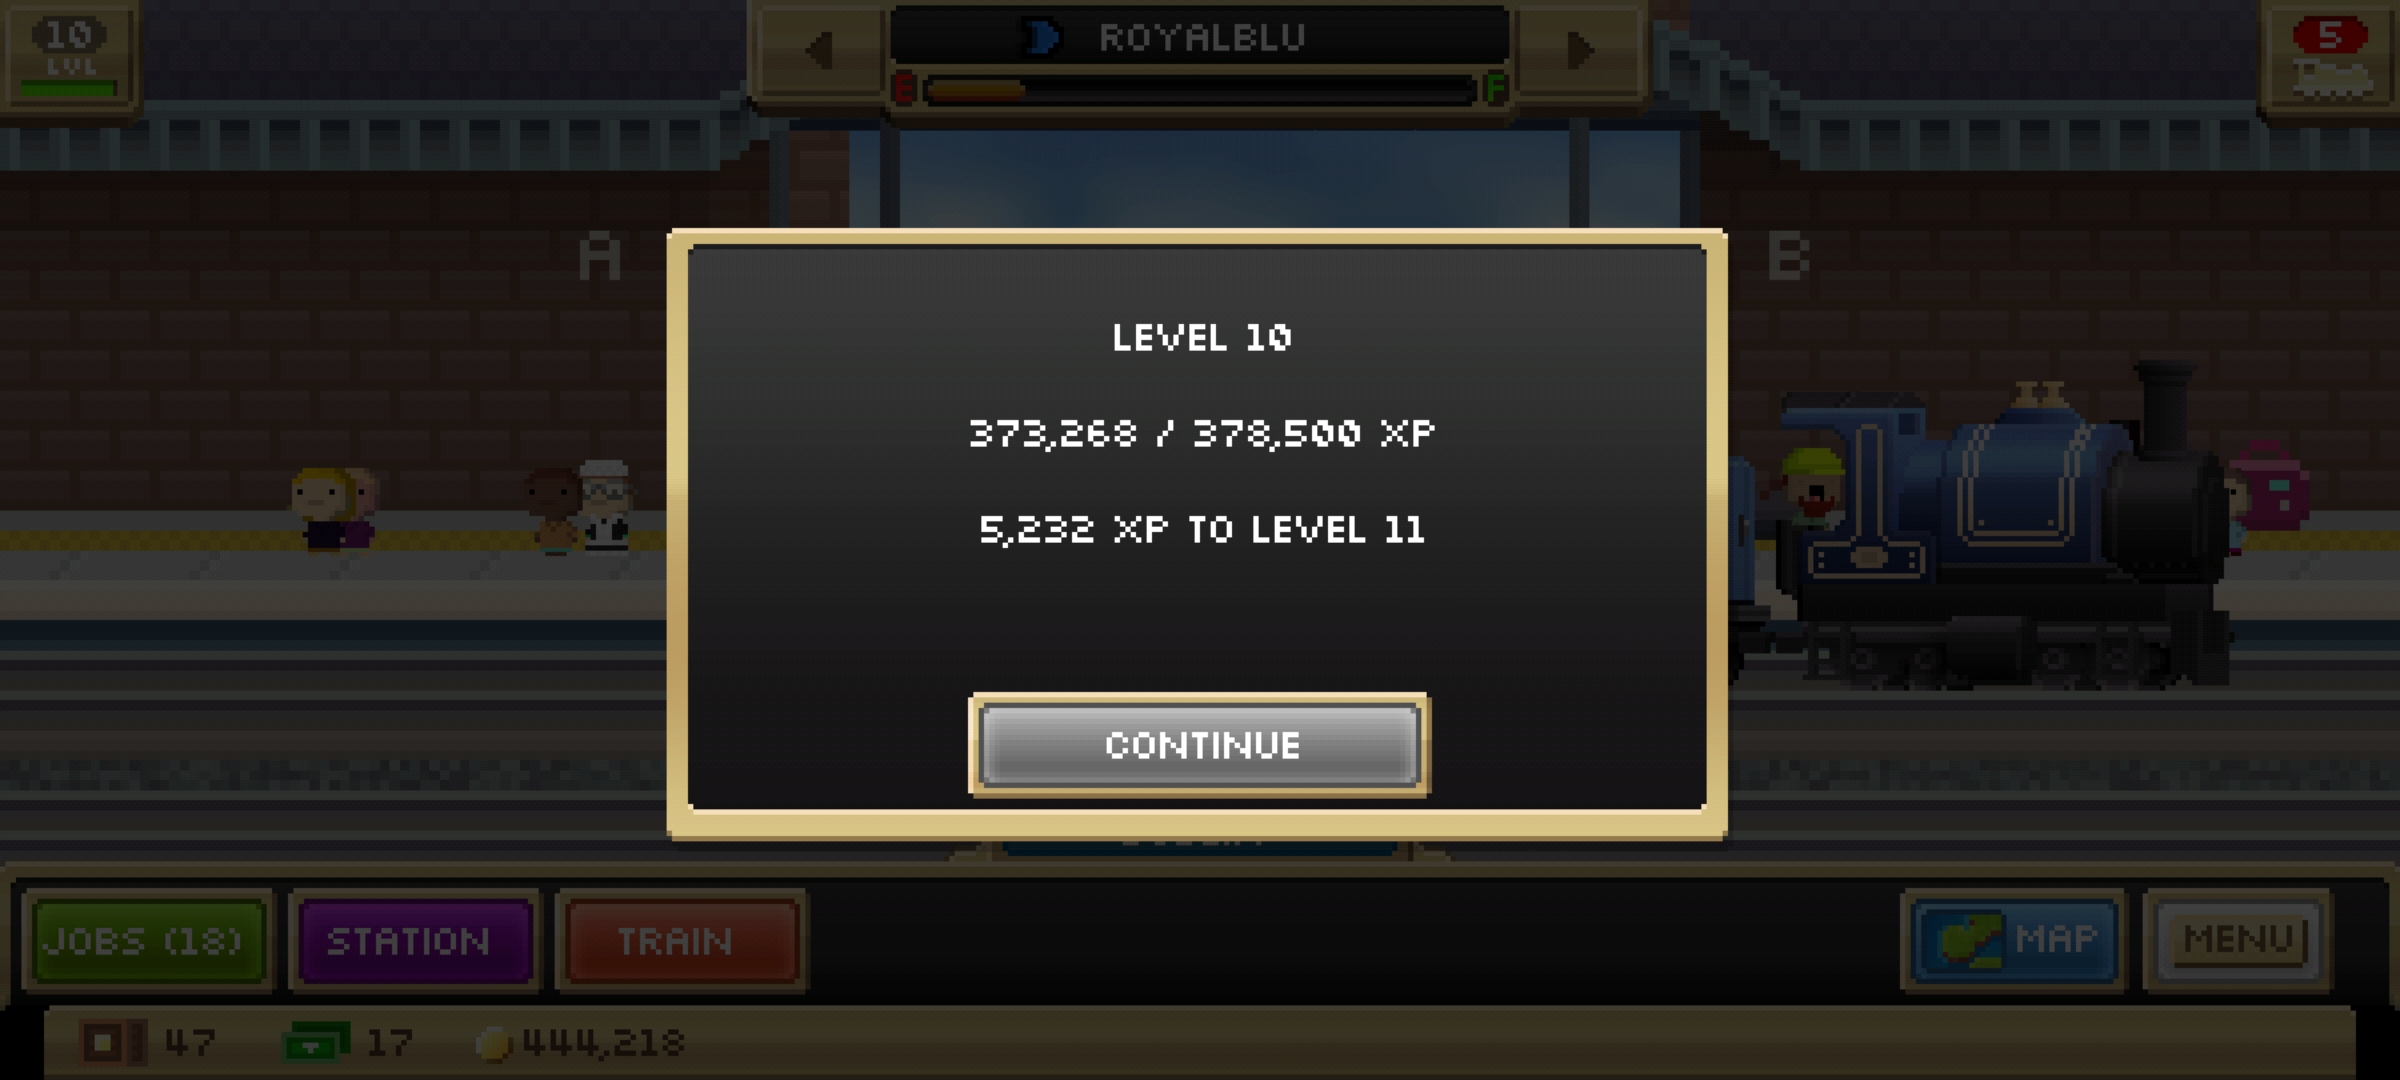 10
LVL
ROYALBLU
E
F
5
A
B
LEVEL 10
373,268 / 378,500 XP
5,232 XP TO LEVEL 11
CONTINUE
JOBS (18)
STATION
TRAIN
MAP
MENU
47
17
444,218